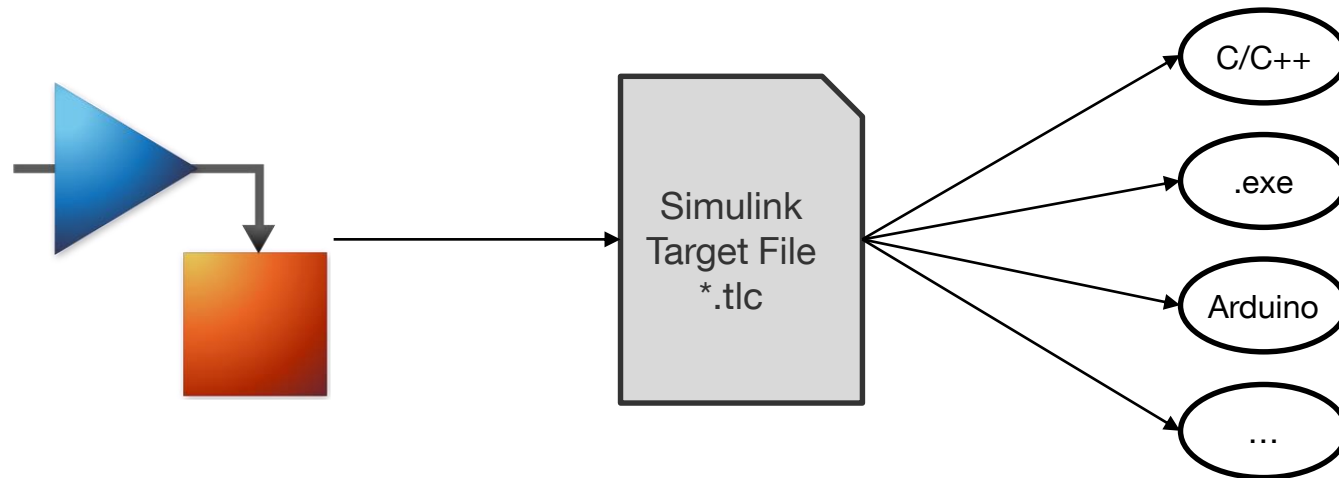 Simulink
Target File
*.tlc
C/C++
.exe
Arduino
...